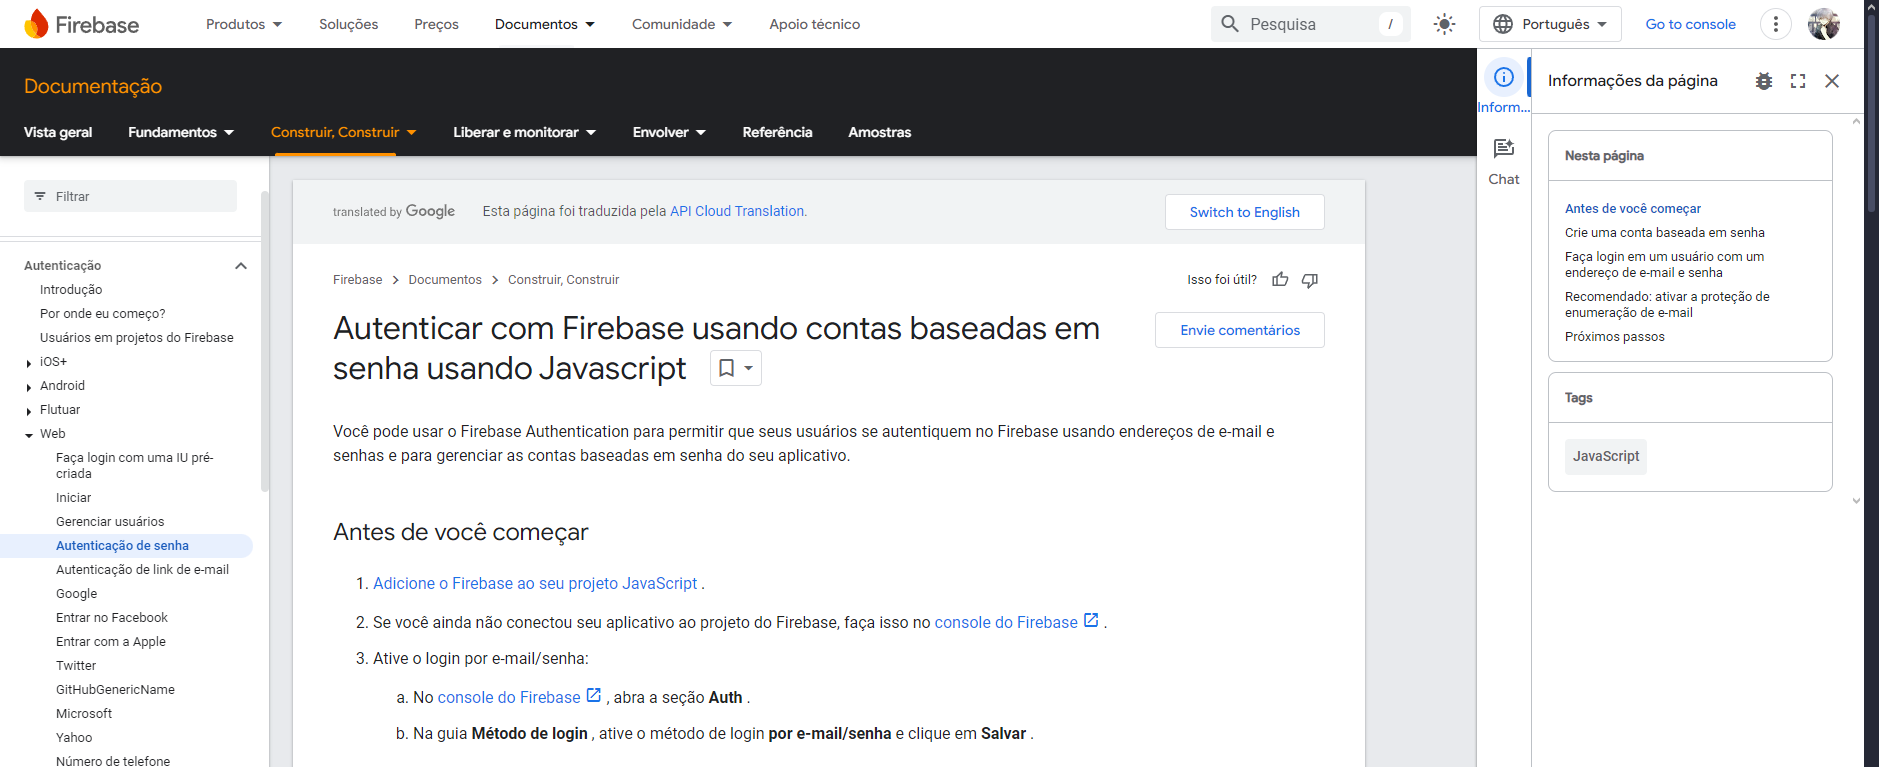 Firebase
Produtos
Soluções
Preços
Documentos
Comunidade
Apoio técnico
Pesquisa
/
Português
Go to console
Documentação
Vista geral
Fundamentos
Construir, Construir
Liberar e monitorar
Envolver
Referência
Amostras
Filtrar
Autenticação
Introdução
Por onde eu começo?
Usuários em projetos do Firebase
iOS+
Android
Flutuar
Web
Faça login com uma IU pré-
criada
Iniciar
Gerenciar usuários
Autenticação de senha
Autenticação de link de e-mail
Google
Entrar no Facebook
Entrar com a Apple
Twitter
GitHubGenericName
Microsoft
Yahoo
Número de telefone
translated by Google
Esta página foi traduzida pela API Cloud Translation.
Switch to English
Firebase > Documentos > Construir, Construir
Isso foi útil?
Autenticar com Firebase usando contas baseadas em
senha usando Javascript
Envie comentários
Você pode usar o Firebase Authentication para permitir que seus usuários se autentiquem no Firebase usando endereços de e-mail e
senhas e para gerenciar as contas baseadas em senha do seu aplicativo.
Antes de você começar
1. Adicione o Firebase ao seu projeto JavaScript .
2. Se você ainda não conectou seu aplicativo ao projeto do Firebase, faça isso no console do Firebase .
3. Ative o login por e-mail/senha:
a. No console do Firebase , abra a seção Auth .
b. Na guia Método de login , ative o método de login por e-mail/senha e clique em Salvar .
Inform...
Chat
Informações da página
Nesta página
Antes de você começar
Crie uma conta baseada em senha
Faça login em um usuário com um
endereço de e-mail e senha
Recomendado: ativar a proteção de
enumeração de e-mail
Próximos passos
Tags
JavaScript